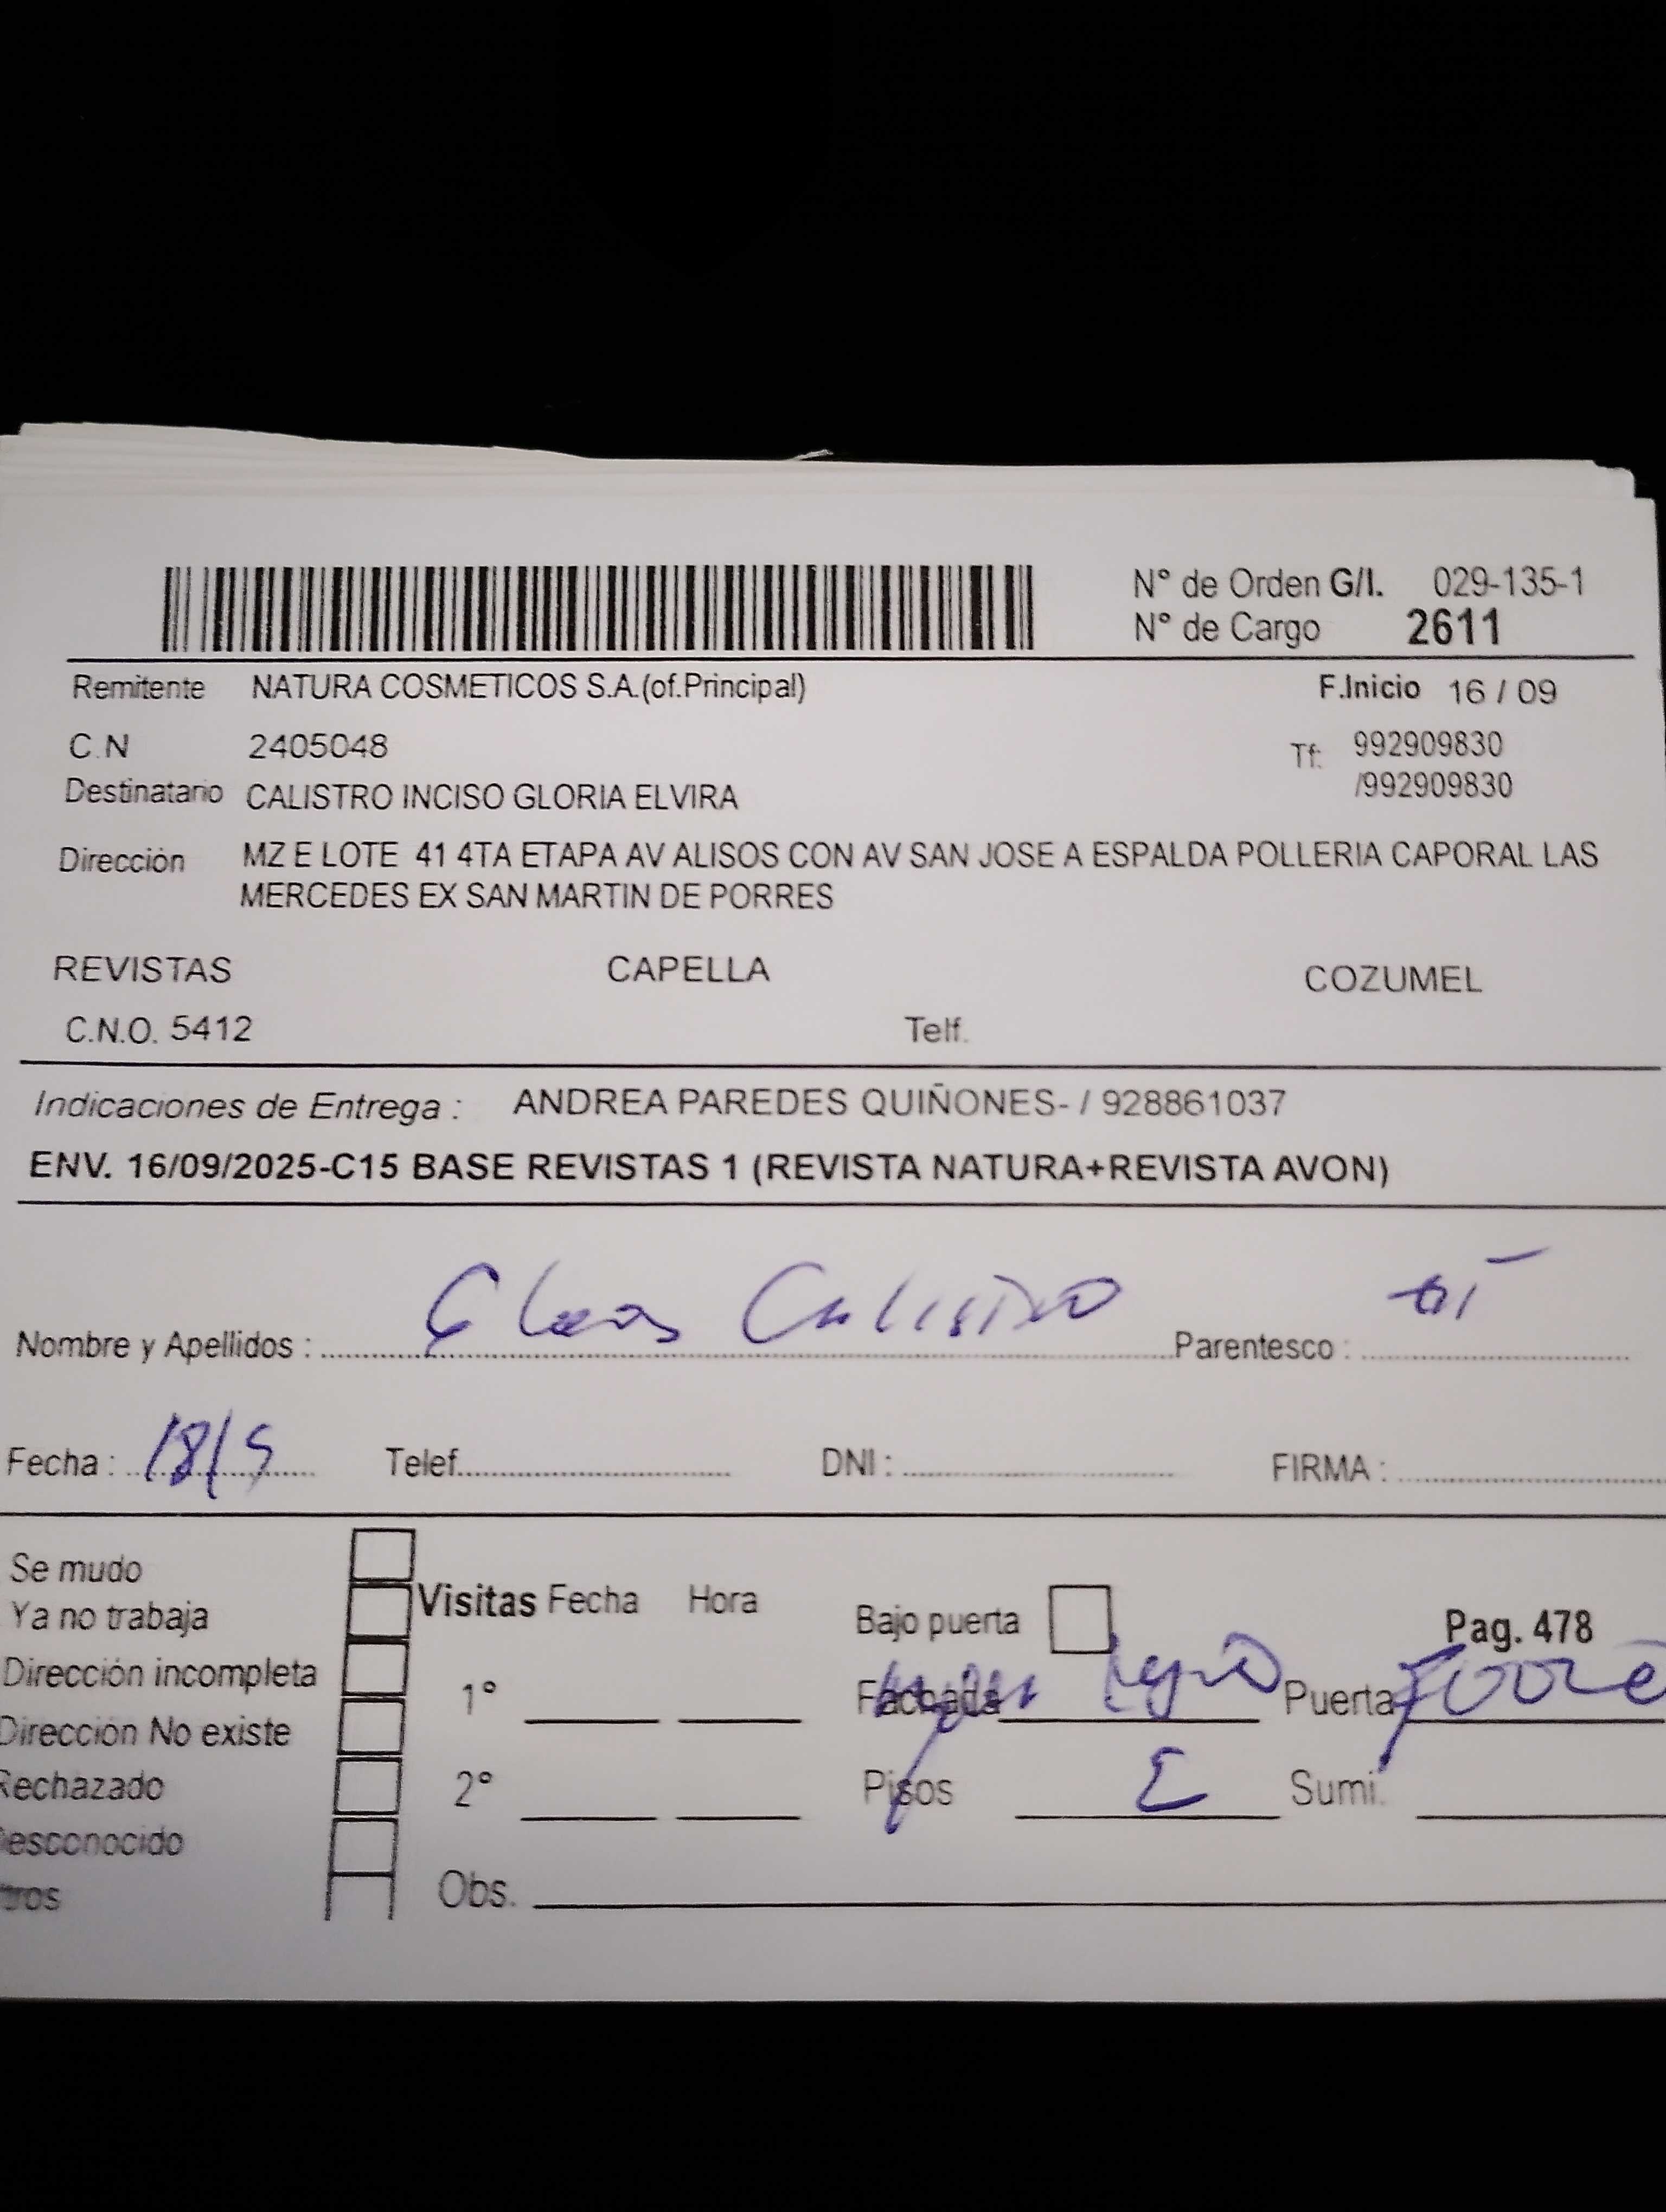 N° de Orden G/I. 029-135-1
N° de Cargo 2611
Remitente NATURA COSMETICOS S.A.(of.Principal) F.Inicio 16 / 09
C.N 2405048 Tf: 992909830
/992909830
Destinatario CALISTRO INCISO GLORIA ELVIRA
Dirección MZ E LOTE 41 4TA ETAPA AV ALISOS CON AV SAN JOSE A ESPALDA POLLERIA CAPORAL LAS
MERCEDES EX SAN MARTIN DE PORRES
REVISTAS CAPELLA COZUMEL
C.N.O. 5412 Telf.
Indicaciones de Entrega : ANDREA PAREDES QUIÑONES- / 928861037
ENV. 16/09/2025-C15 BASE REVISTAS 1 (REVISTA NATURA+REVISTA AVON)
Nombre y Apellidos : Calistro Parentesco :
Fecha : Telef. DNI : FIRMA :
Se mudo
Ya no trabaja Visitas Fecha Hora Bajo puerta Pag. 478
Dirección incompleta 1° Fachada Puerta
Dirección No existe
Rechazado 2° Pisos Sumi.
esconocido
tros Obs.